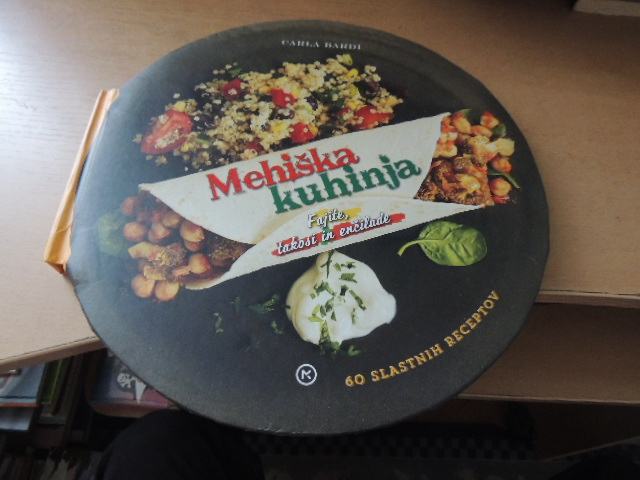 CARLA BARDI
Mehiška
kuhinja
Fajite,
takosi in enčilade
60 SLASTNIH RECEPTOV